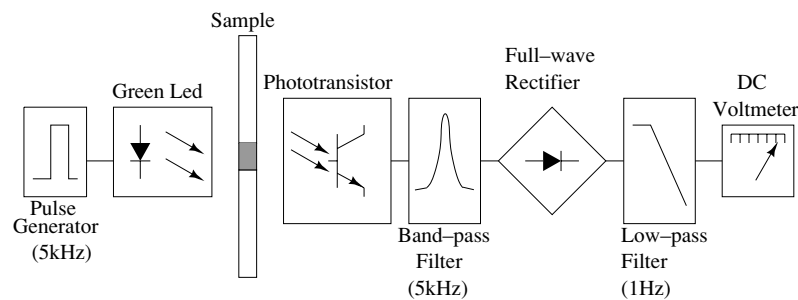 Sample
Green Led
Phototransistor
Full–wave
Rectifier
DC
Voltmeter
Pulse
Generator
(5kHz)
Band–pass
Filter
(5kHz)
Low–pass
Filter
(1Hz)